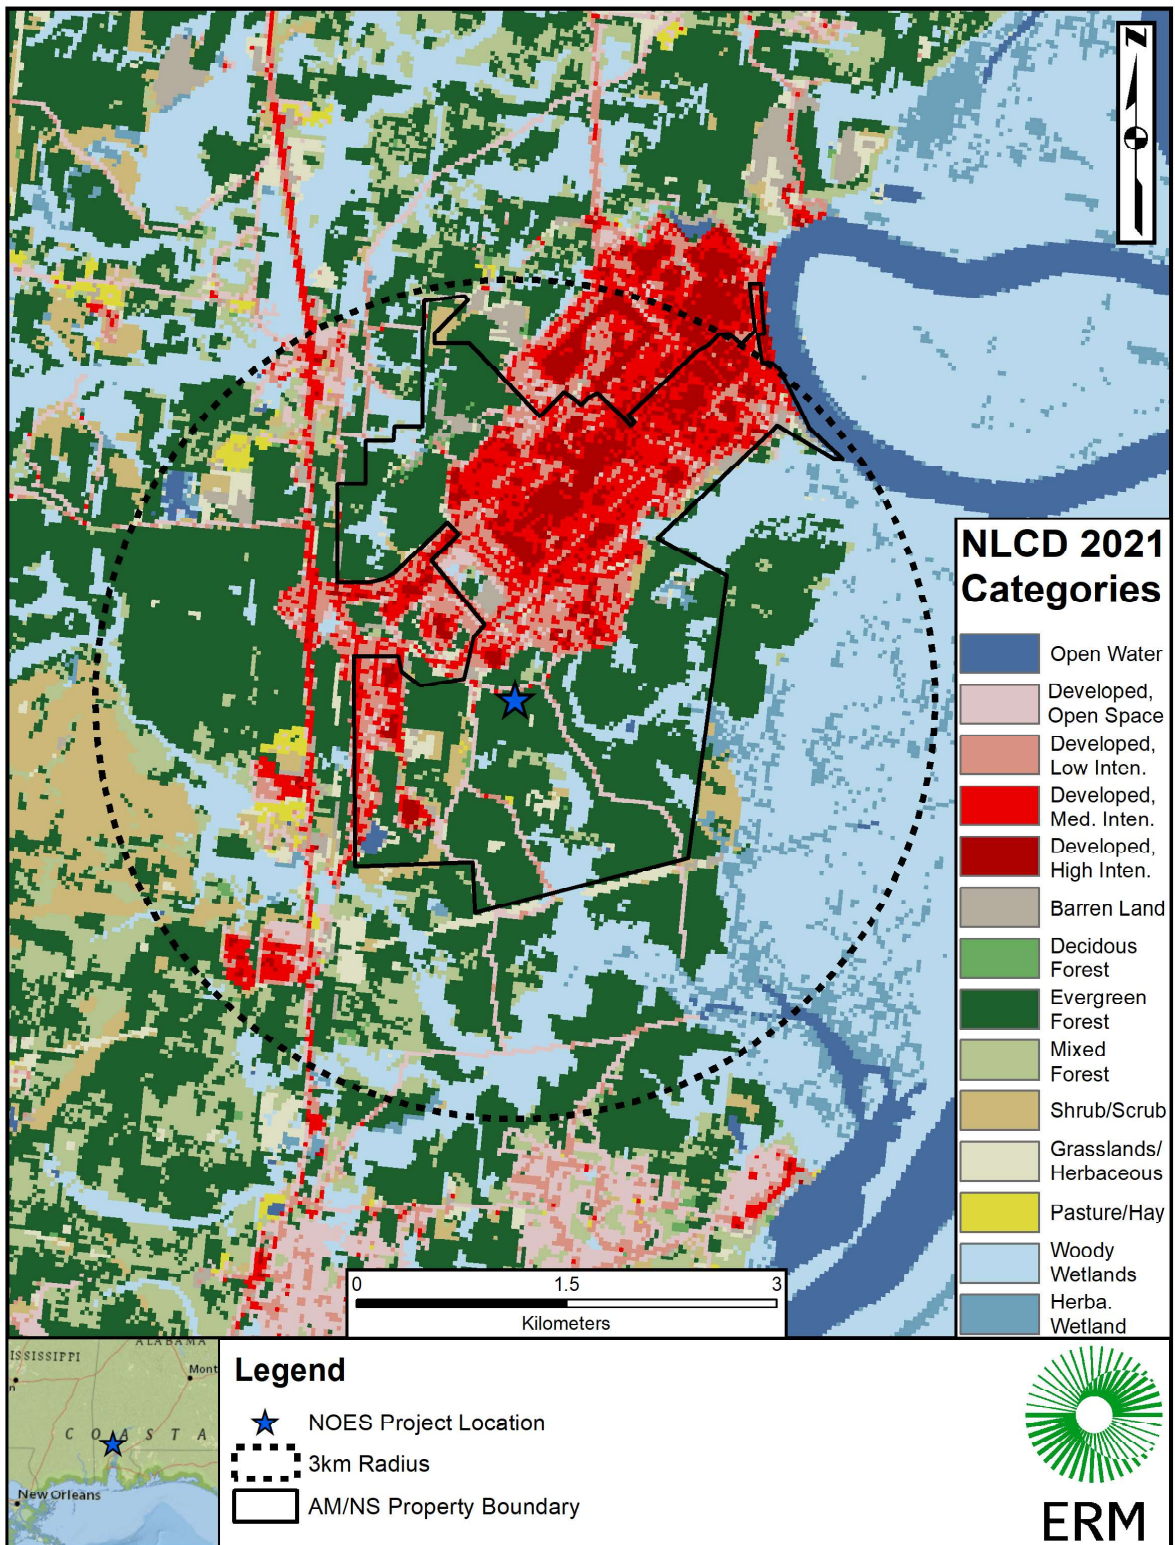 N
NLCD 2021
Categories
Open Water
Developed,
Open Space
Developed,
Low Inten.
Developed,
Med. Inten.
Developed,
High Inten.
Barren Land
Decidous
Forest
Evergreen
Forest
Mixed
Forest
Shrub/Scrub
Grasslands/
Herbaceous
Pasture/Hay
Woody
Wetlands
Herba.
Wetland
0 1.5 3
Kilometers
ALABAMA
ISSISSIPPI
Mont
n
C O A S T A
New Orleans
Legend
NOES Project Location
3km Radius
AM/NS Property Boundary
ERM